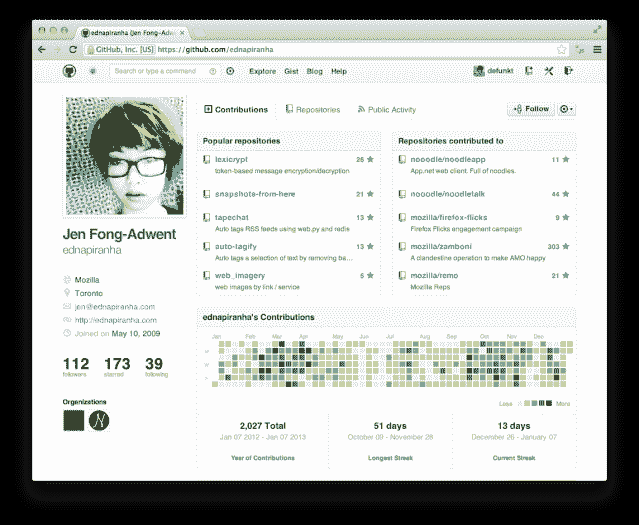 ednapiranha (Jen Fong-Adw
GitHub, Inc. [US] https://github.com/ednapiranha
Search or type a command
Explore Gist Blog Help
defunkt
Contributions
Repositories
Public Activity
Follow
Popular repositories
lexicrypt 26
token-based message encryption/decryption
snapshots-from-here 21
tapechat 13
Auto tags RSS feeds using web.py and redis
auto-tagify 13
Auto tags a selection of text by removing ba...
web_imagery 5
web images by link / service
Repositories contributed to
noodle/noodleapp 11
App.net web client. Full of noodles.
44
mozilla/firefox-flicks 9
Firefox Flicks engagement campaign
mozilla/zamboni 303
A clandestine operation to make AMO happy
mozilla/remo 21
Mozilla Reps
Jen Fong-Adwent
ednapiranha
Mozilla
Toronto
jen@ednapiranha.com
http://ednapiranha.com
Joined on May 10, 2009
112 173 39
followers starred following
Organizations
ednapiranha's Contributions
Jan Feb Mar Apr May Jun Jul Aug Sep Oct Nov Dec
Less More
2,027 Total
Jan 07 2012 - Jan 07 2013
Year of Contributions
51 days
October 09 - November 28
Longest Streak
13 days
December 26 - January 07
Current Streak